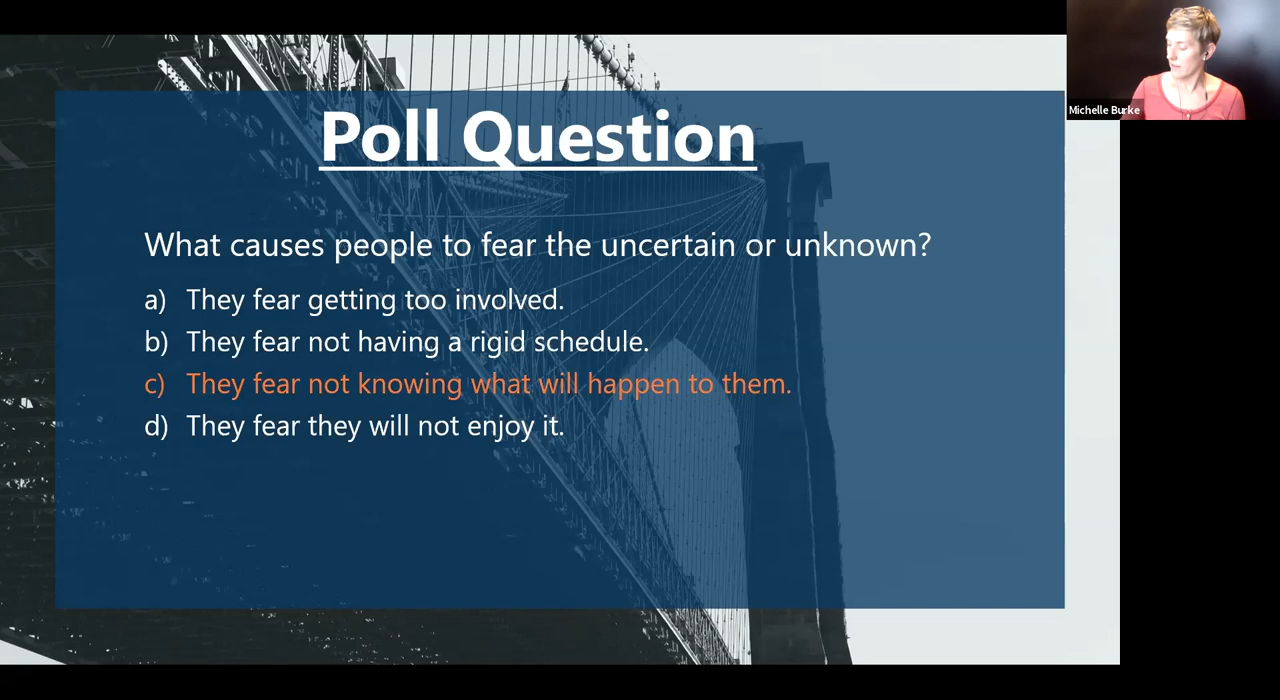 Poll Question
Michelle Burke
What causes people to fear the uncertain or unknown?
a) They fear getting too involved.
b) They fear not having a rigid schedule.
c) They fear not knowing what will happen to them.
d) They fear they will not enjoy it.